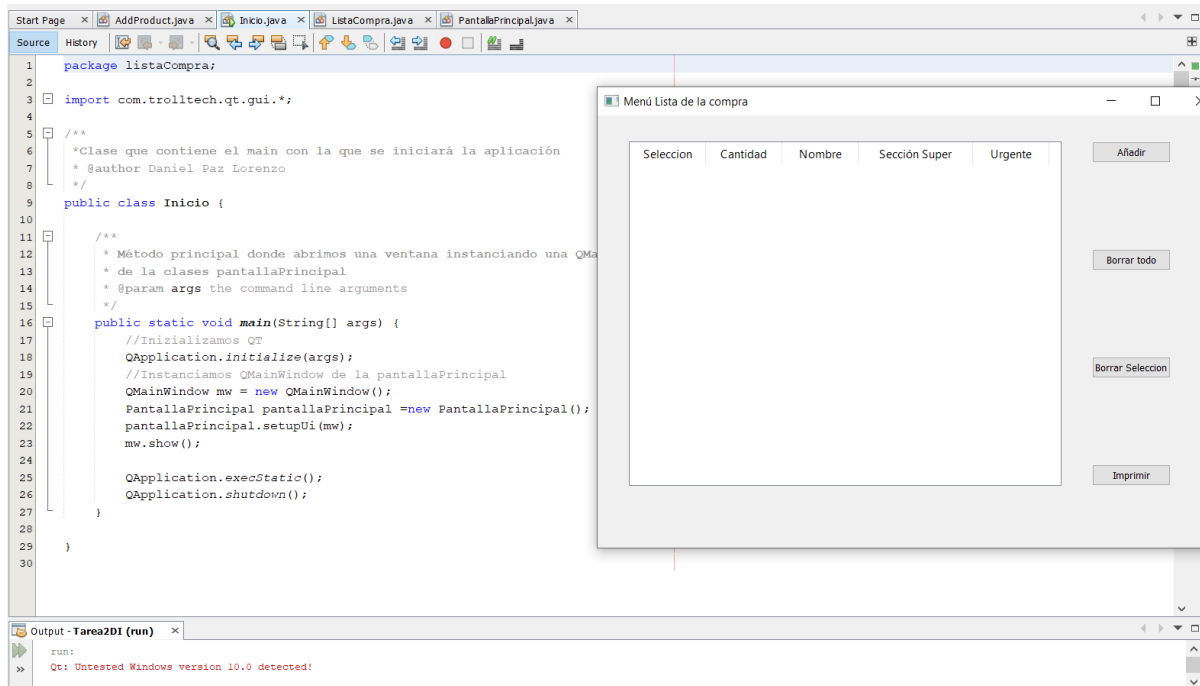 Start Page AddProduct.java Inicio.java ListaCompra.java PantallaPrincipal.java
Source History
1 package listaCompra;
2
3 import com.trolltech.qt.gui.*;
4
5 /**
6 *Clase que contiene el main con la que se iniciará la aplicación
7 * @author Daniel Paz Lorenzo
8 */
9 public class Inicio {
10
11 /**
12 * Método principal donde abrimos una ventana instanciando una QMa
13 * de la clases pantallaPrincipal
14 * @param args the command line arguments
15 */
16 public static void main(String[] args) {
17 //Inizializamos QT
18 QApplication.initialize(args);
19 //Instanciamos QMainWindow de la pantallaPrincipal
20 QMainWindow mw = new QMainWindow();
21 PantallaPrincipal pantallaPrincipal =new PantallaPrincipal();
22 pantallaPrincipal.setupUi(mw);
23 mw.show();
24
25 QApplication.execStatic();
26 QApplication.shutdown();
27 }
28
29 }
30
Menú Lista de la compra
Seleccion Cantidad Nombre Sección Super Urgente
Añadir
Borrar todo
Borrar Seleccion
Imprimir
Output - Tarea2DI (run)
run:
Qt: Untested Windows version 10.0 detected!